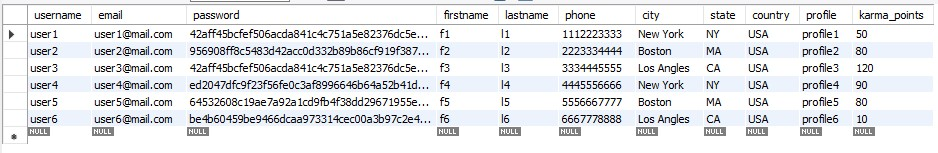 username email password firstname lastname phone city state country profile karma_points
user1 user1@mail.com 42aff45bcfef506acda841c4c751a5e82376dc5e... f1 l1 1112223333 New York NY USA profile1 50
user2 user2@mail.com 956908ff8c5483d42acc0d332b89b86cf919f387... f2 l2 2223334444 Boston MA USA profile2 80
user3 user3@mail.com 42aff45bcfef506acda841c4c751a5e82376dc5e... f3 l3 3334445555 Los Angles CA USA profile3 120
user4 user4@mail.com ed2047dfc9f23f56fe0c3af8996646b64a52b41d... f4 l4 4445556666 New York NY USA profile4 90
user5 user5@mail.com 64532608c19ae7a92a1cd9fb4f38dd29671955e... f5 l5 5556667777 Boston MA USA profile5 80
user6 user6@mail.com be4b60459be9466dcaa973314cec00a3b97c2e4... f6 l6 6667778888 Los Angles CA USA profile6 10
NULL NULL NULL NULL NULL NULL NULL NULL NULL NULL NULL